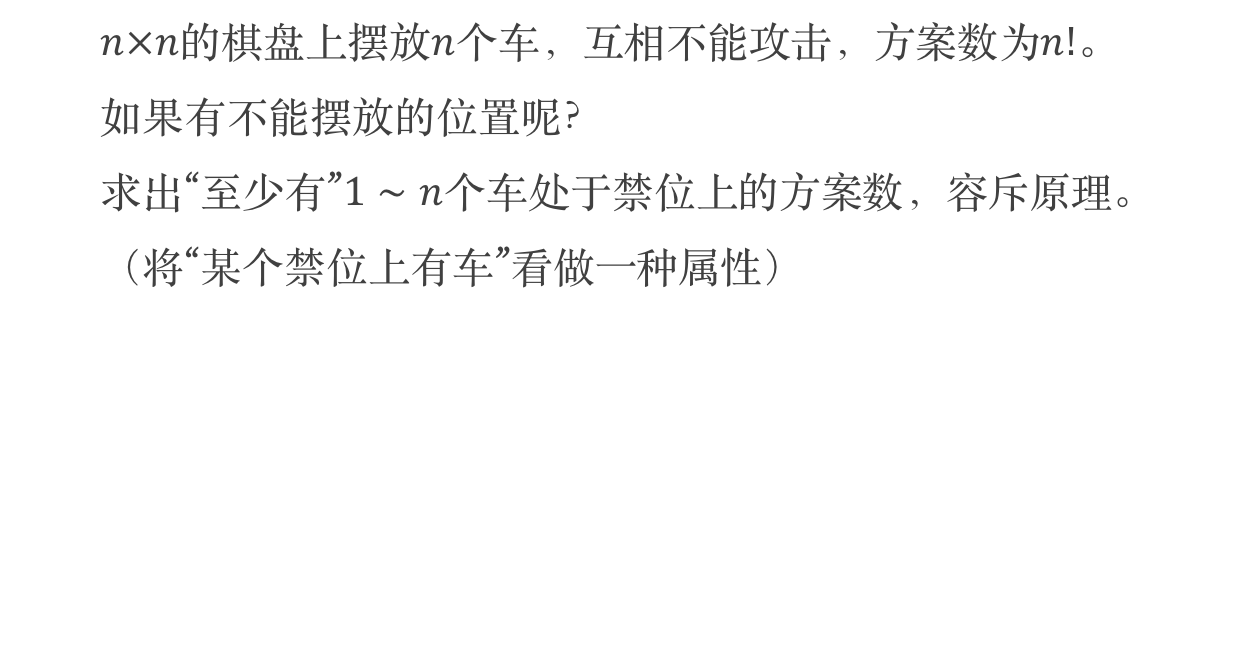 n×n的棋盘上摆放n个车，互相不能攻击，方案数为n!。
如果有不能摆放的位置呢?
求出“至少有”1 ~ n个车处于禁位上的方案数，容斥原理。
（将“某个禁位上有车”看做一种属性）